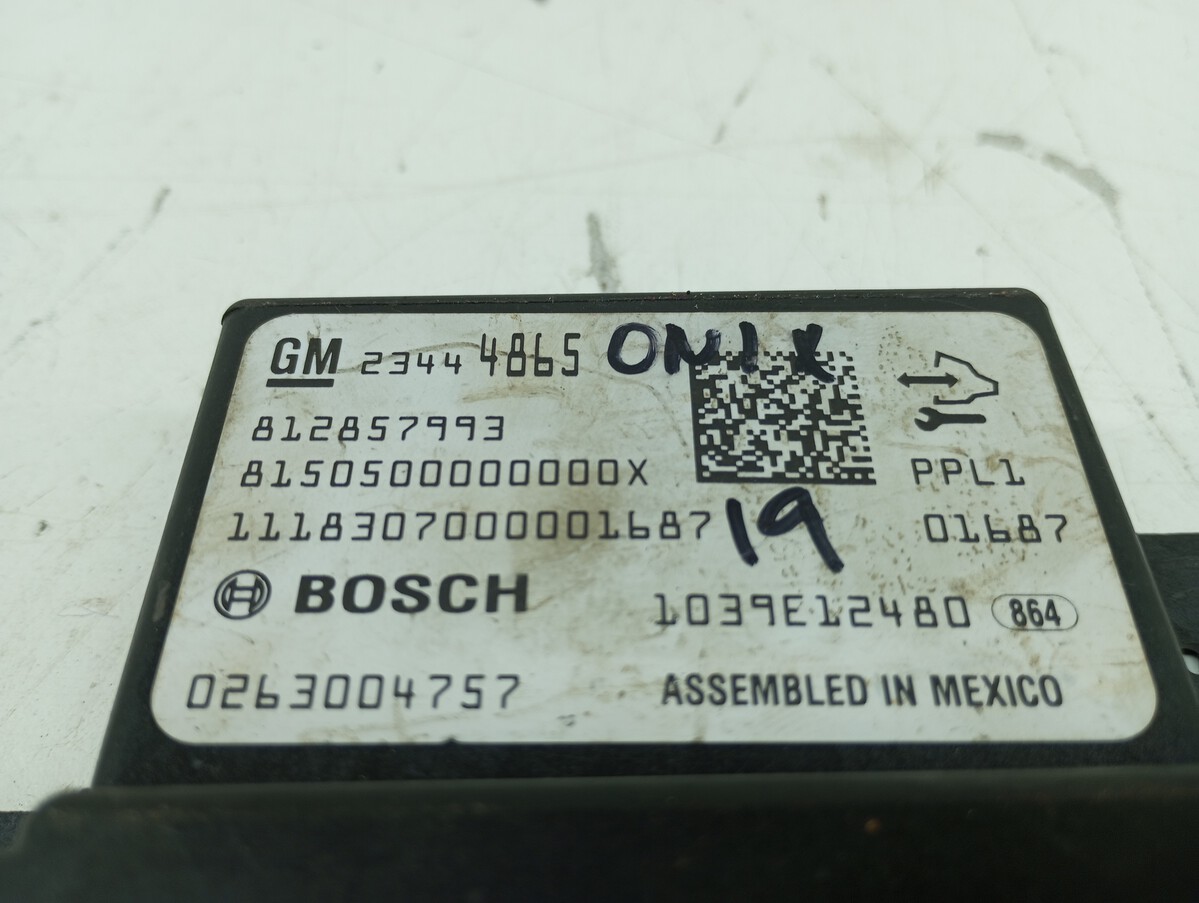 GM 23444865 ONIX
812857993
8150500000000X PPL1
1118307000001687 19 01687
BOSCH 1039E12480 864
0263004757 ASSEMBLED IN MEXICO